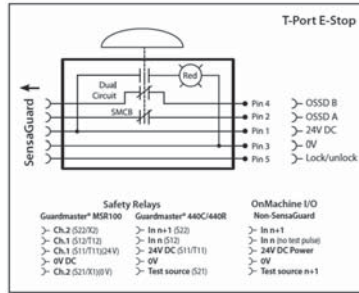 T-Port E-Stop
Red
Dual
Circuit
SMCB
SensaGuard
Pin 4 OSSD B
Pin 2 OSSD A
Pin 1 24V DC
Pin 3 0V
Pin 5 Lock/unlock
Safety Relays
Guardmaster® MSR100
Ch.2 (S22/X2)
Ch.1 (S12/T12)
Ch.1 (S11/T11)(24V)
0V DC
Ch.2 (S21/X1)(0V)
Guardmaster® 440C/440R
In n+1 (S22)
In n (S12)
24V DC (S11/T11)
0V
Test source (S21)
OnMachine I/O
Non-SensaGuard
In n+1
In n (no test pulse)
24V DC Power
0V
Test source n+1